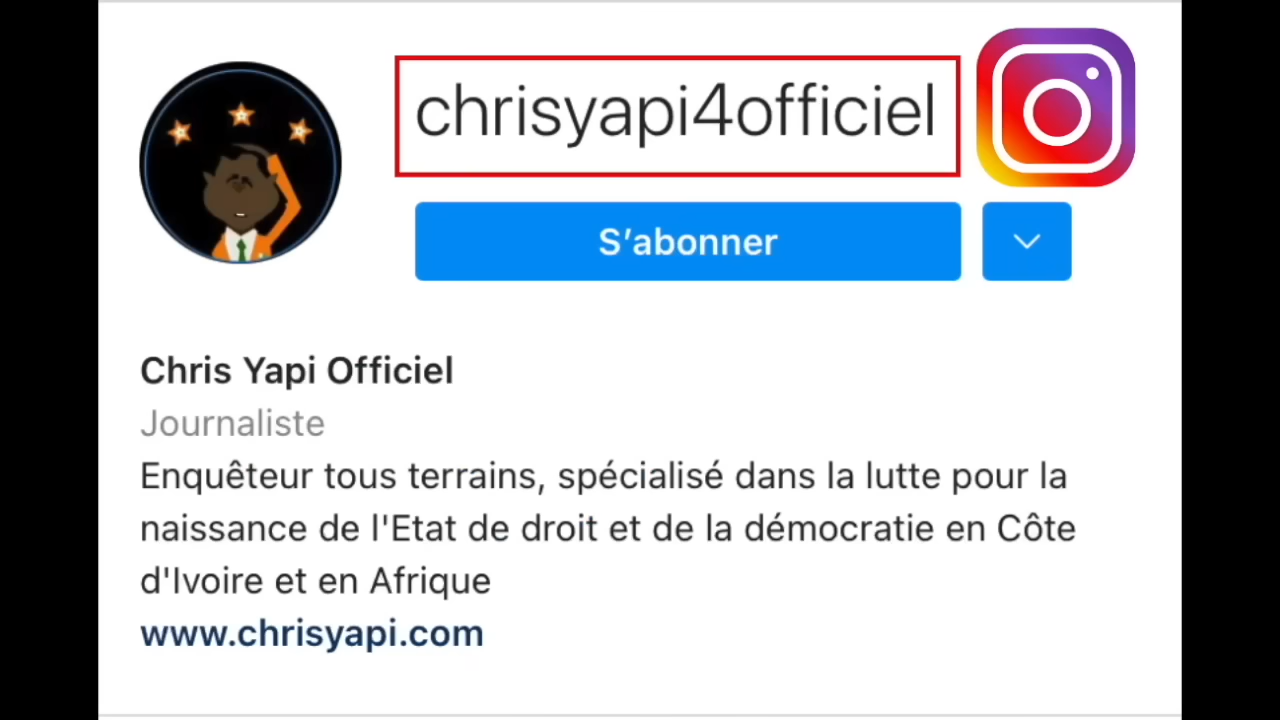 chrisyapi4officiel
S’abonner
Chris Yapi Officiel
Journaliste
Enquêteur tous terrains, spécialisé dans la lutte pour la
naissance de l'Etat de droit et de la démocratie en Côte
d'Ivoire et en Afrique
www.chrisyapi.com